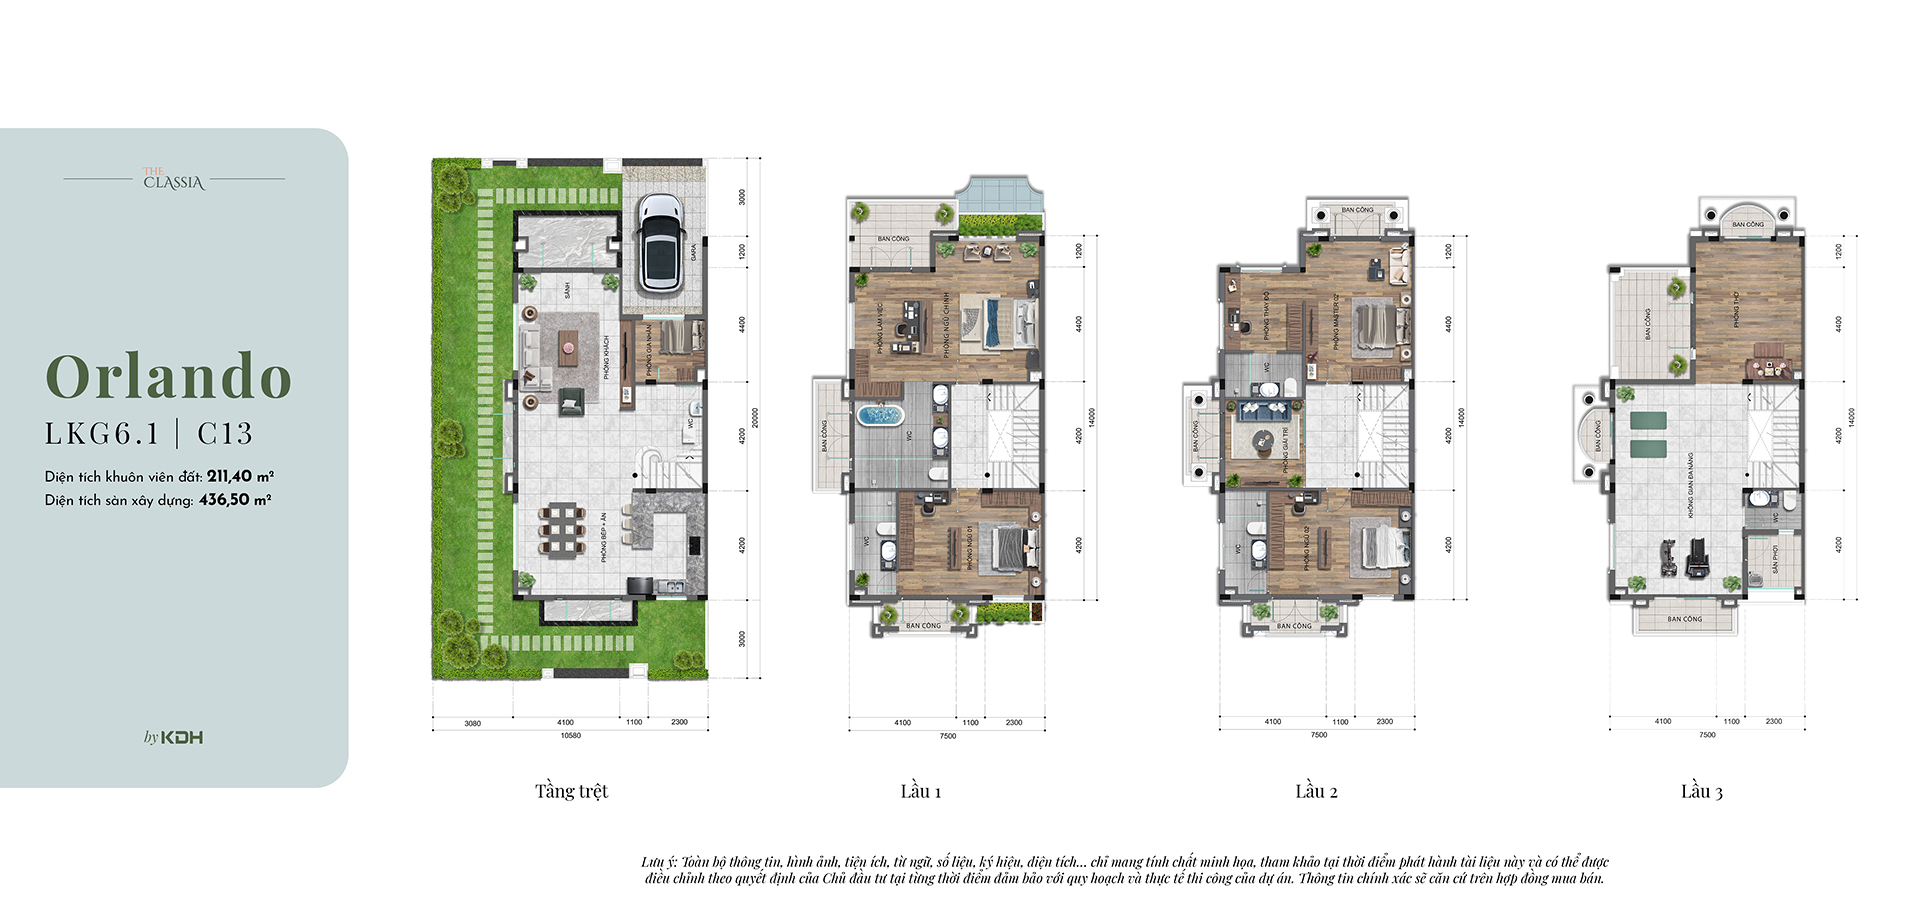 THE
CLASSIA
Orlando
LKG6.1 | C13
Diện tích khuôn viên đất: 211,40 m²
Diện tích sàn xây dựng: 436,50 m²
by KDH
SẢNH
GARA
PHÒNG KHÁCH
PHÒNG GIA NHÂN
WC
PHÒNG BẾP + ĂN
3000
1200
4400
4200
4200
3000
20000
3080
4100
1100
2300
10580
Tầng trệt
BAN CÔNG
PHÒNG LÀM VIỆC
PHÒNG NGỦ CHÍNH
BAN CÔNG
WC
WC
PHÒNG NGỦ 01
BAN CÔNG
1200
4400
4200
4200
14000
4100
1100
2300
7500
Lầu 1
BAN CÔNG
PHÒNG THAY ĐỒ
PHÒNG MASTER 02
WC
BAN CÔNG
PHÒNG GIẢI TRÍ
WC
PHÒNG NGỦ 02
BAN CÔNG
1200
4400
4200
4200
14000
4100
1100
2300
7500
Lầu 2
BAN CÔNG
BAN CÔNG
PHÒNG THỜ
BAN CÔNG
KHÔNG GIAN ĐA NĂNG
WC
SÂN PHƠI
BAN CÔNG
1200
4400
4200
4200
14000
4100
1100
2300
7500
Lầu 3
Lưu ý: Toàn bộ thông tin, hình ảnh, tiện ích, từ ngữ, số liệu, ký hiệu, diện tích... chỉ mang tính chất minh họa, tham khảo tại thời điểm phát hành tài liệu này và có thể được
điều chỉnh theo quyết định của Chủ đầu tư tại từng thời điểm đảm bảo với quy hoạch và thực tế thi công của dự án. Thông tin chính xác sẽ căn cứ trên hợp đồng mua bán.